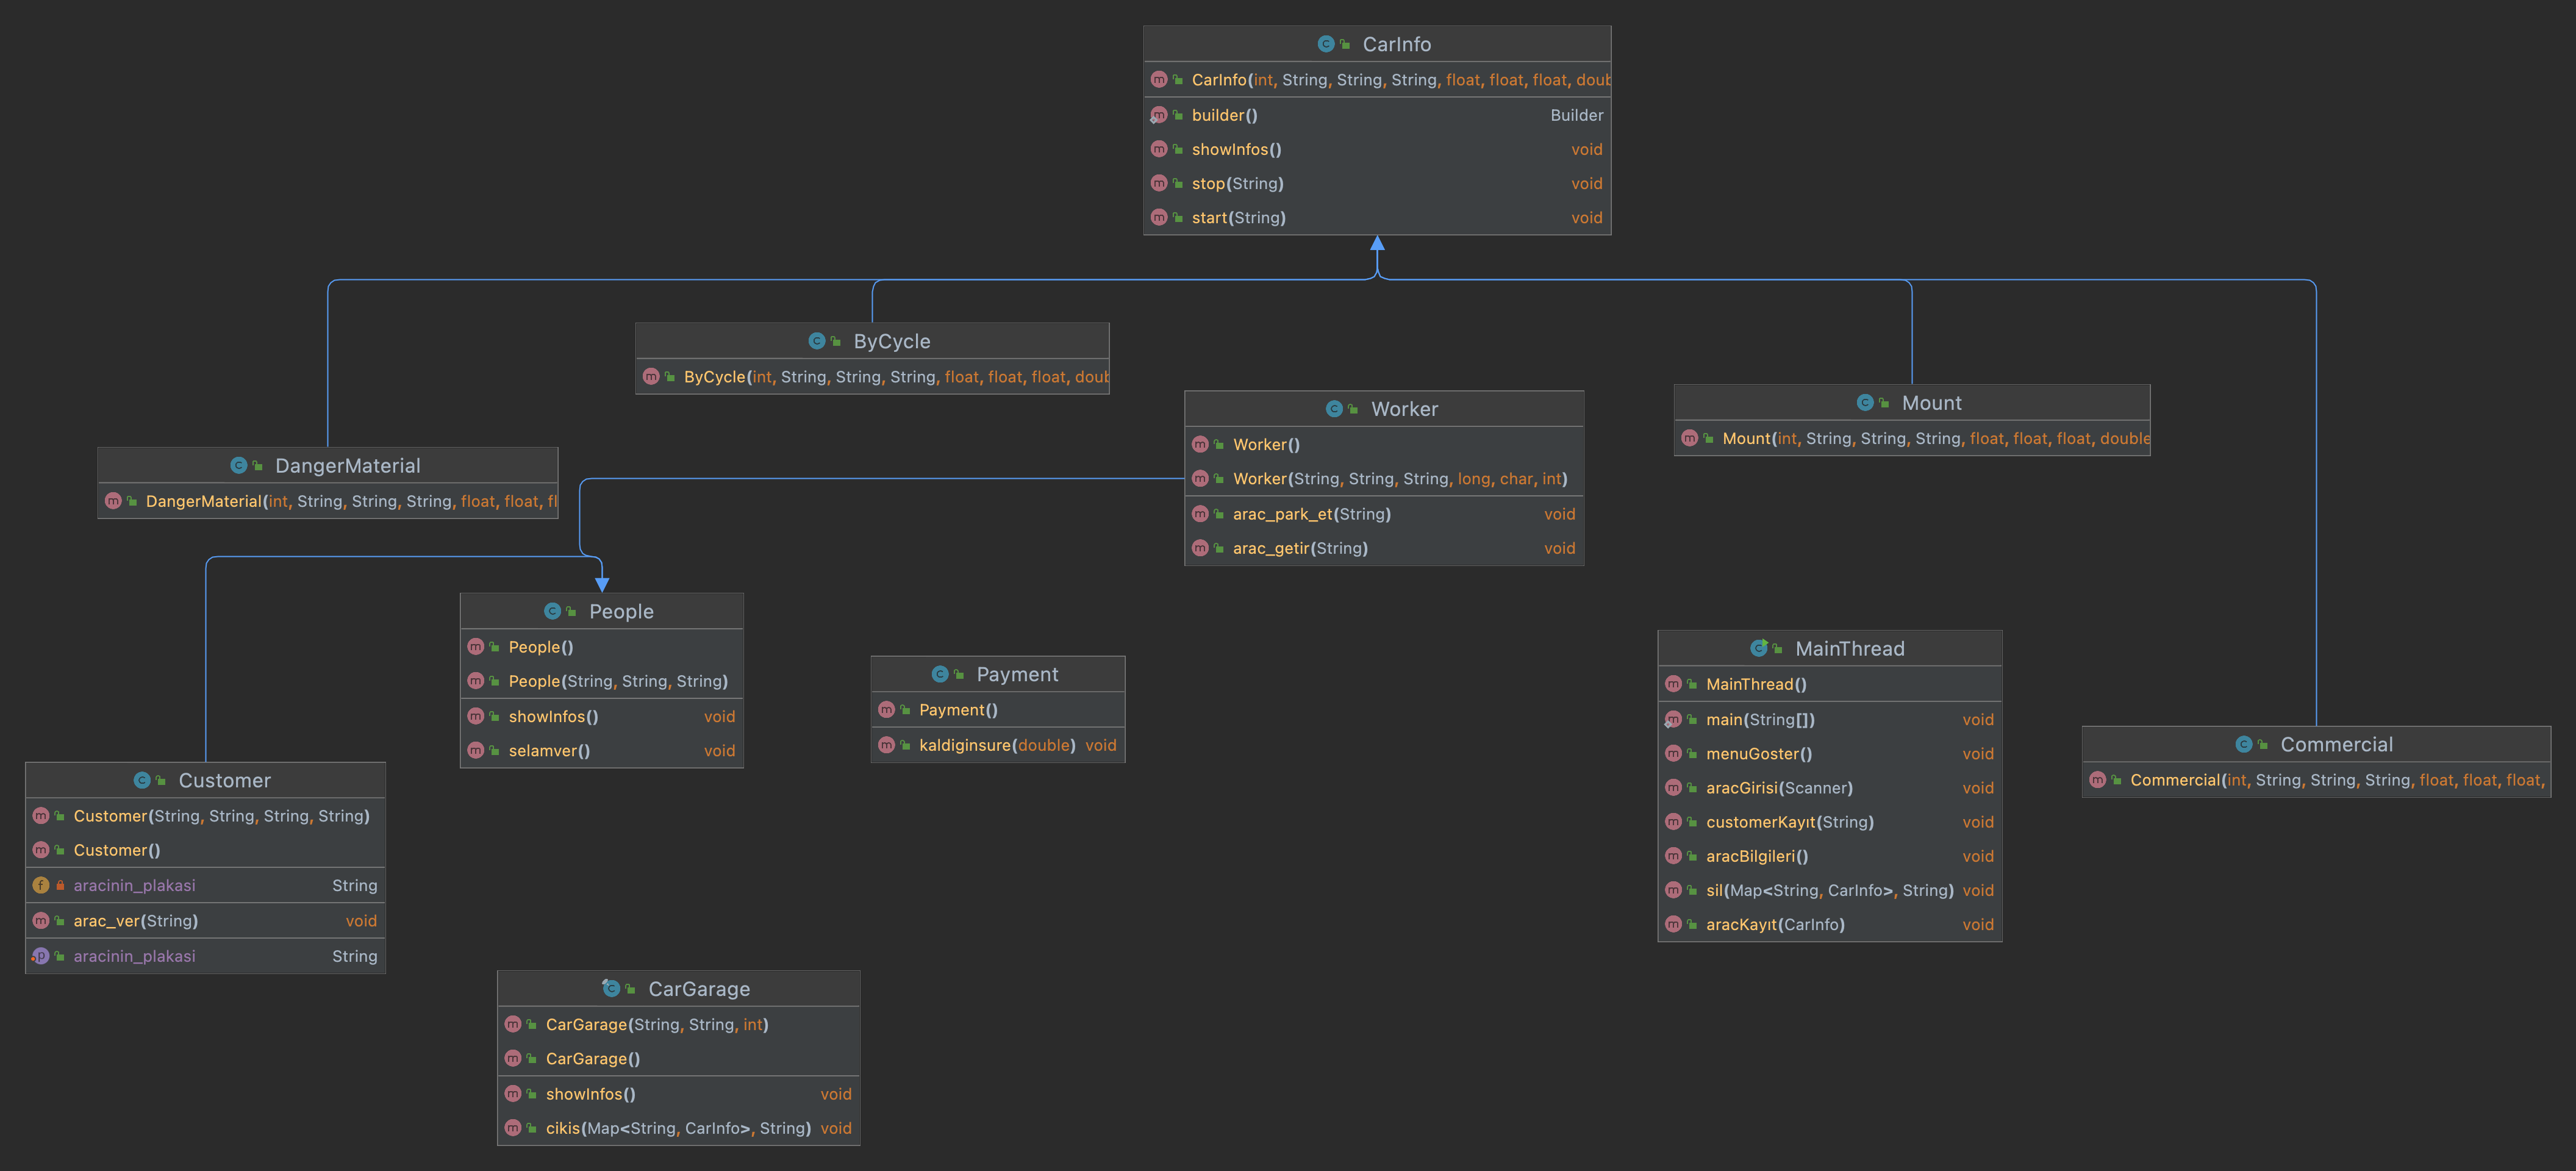 CarInfo
CarInfo(int, String, String, String, float, float, float, doub
builder() Builder
showInfos() void
stop(String) void
start(String) void
ByCycle
ByCycle(int, String, String, String, float, float, float, doub
Worker
Worker()
Worker(String, String, String, long, char, int)
arac_park_et(String) void
arac_getir(String) void
Mount
Mount(int, String, String, String, float, float, float, double
DangerMaterial
DangerMaterial(int, String, String, String, float, float, fl
People
People()
People(String, String, String)
showInfos() void
selamver() void
Payment
Payment()
kaldiginsure(double) void
MainThread
MainThread()
main(String[]) void
menuGoster() void
aracGirisi(Scanner) void
customerKayıt(String) void
aracBilgileri() void
sil(Map<String, CarInfo>, String) void
aracKayıt(CarInfo) void
Commercial
Commercial(int, String, String, String, float, float, float,
Customer
Customer(String, String, String, String)
Customer()
aracinin_plakasi String
arac_ver(String) void
aracinin_plakasi String
CarGarage
CarGarage(String, String, int)
CarGarage()
showInfos() void
cikis(Map<String, CarInfo>, String) void